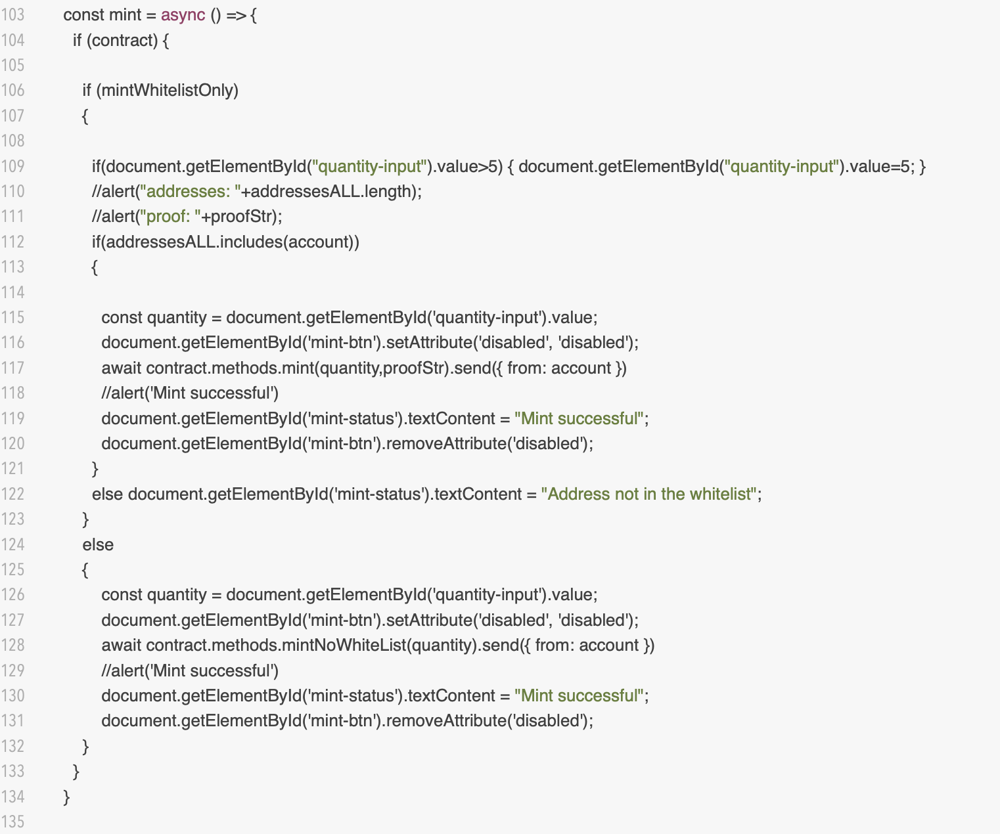 103 const mint = async () => {
104 if (contract) {
105
106 if (mintWhitelistOnly)
107 {
108
109 if(document.getElementById("quantity-input").value>5) { document.getElementById("quantity-input").value=5; }
110 //alert("addresses: "+addressesALL.length);
111 //alert("proof: "+proofStr);
112 if(addressesALL.includes(account))
113 {
114
115 const quantity = document.getElementById('quantity-input').value;
116 document.getElementById('mint-btn').setAttribute('disabled', 'disabled');
117 await contract.methods.mint(quantity,proofStr).send({ from: account })
118 //alert('Mint successful')
119 document.getElementById('mint-status').textContent = "Mint successful";
120 document.getElementById('mint-btn').removeAttribute('disabled');
121 }
122 else document.getElementById('mint-status').textContent = "Address not in the whitelist";
123 }
124 else
125 {
126 const quantity = document.getElementById('quantity-input').value;
127 document.getElementById('mint-btn').setAttribute('disabled', 'disabled');
128 await contract.methods.mintNoWhiteList(quantity).send({ from: account })
129 //alert('Mint successful')
130 document.getElementById('mint-status').textContent = "Mint successful";
131 document.getElementById('mint-btn').removeAttribute('disabled');
132 }
133 }
134 }
135